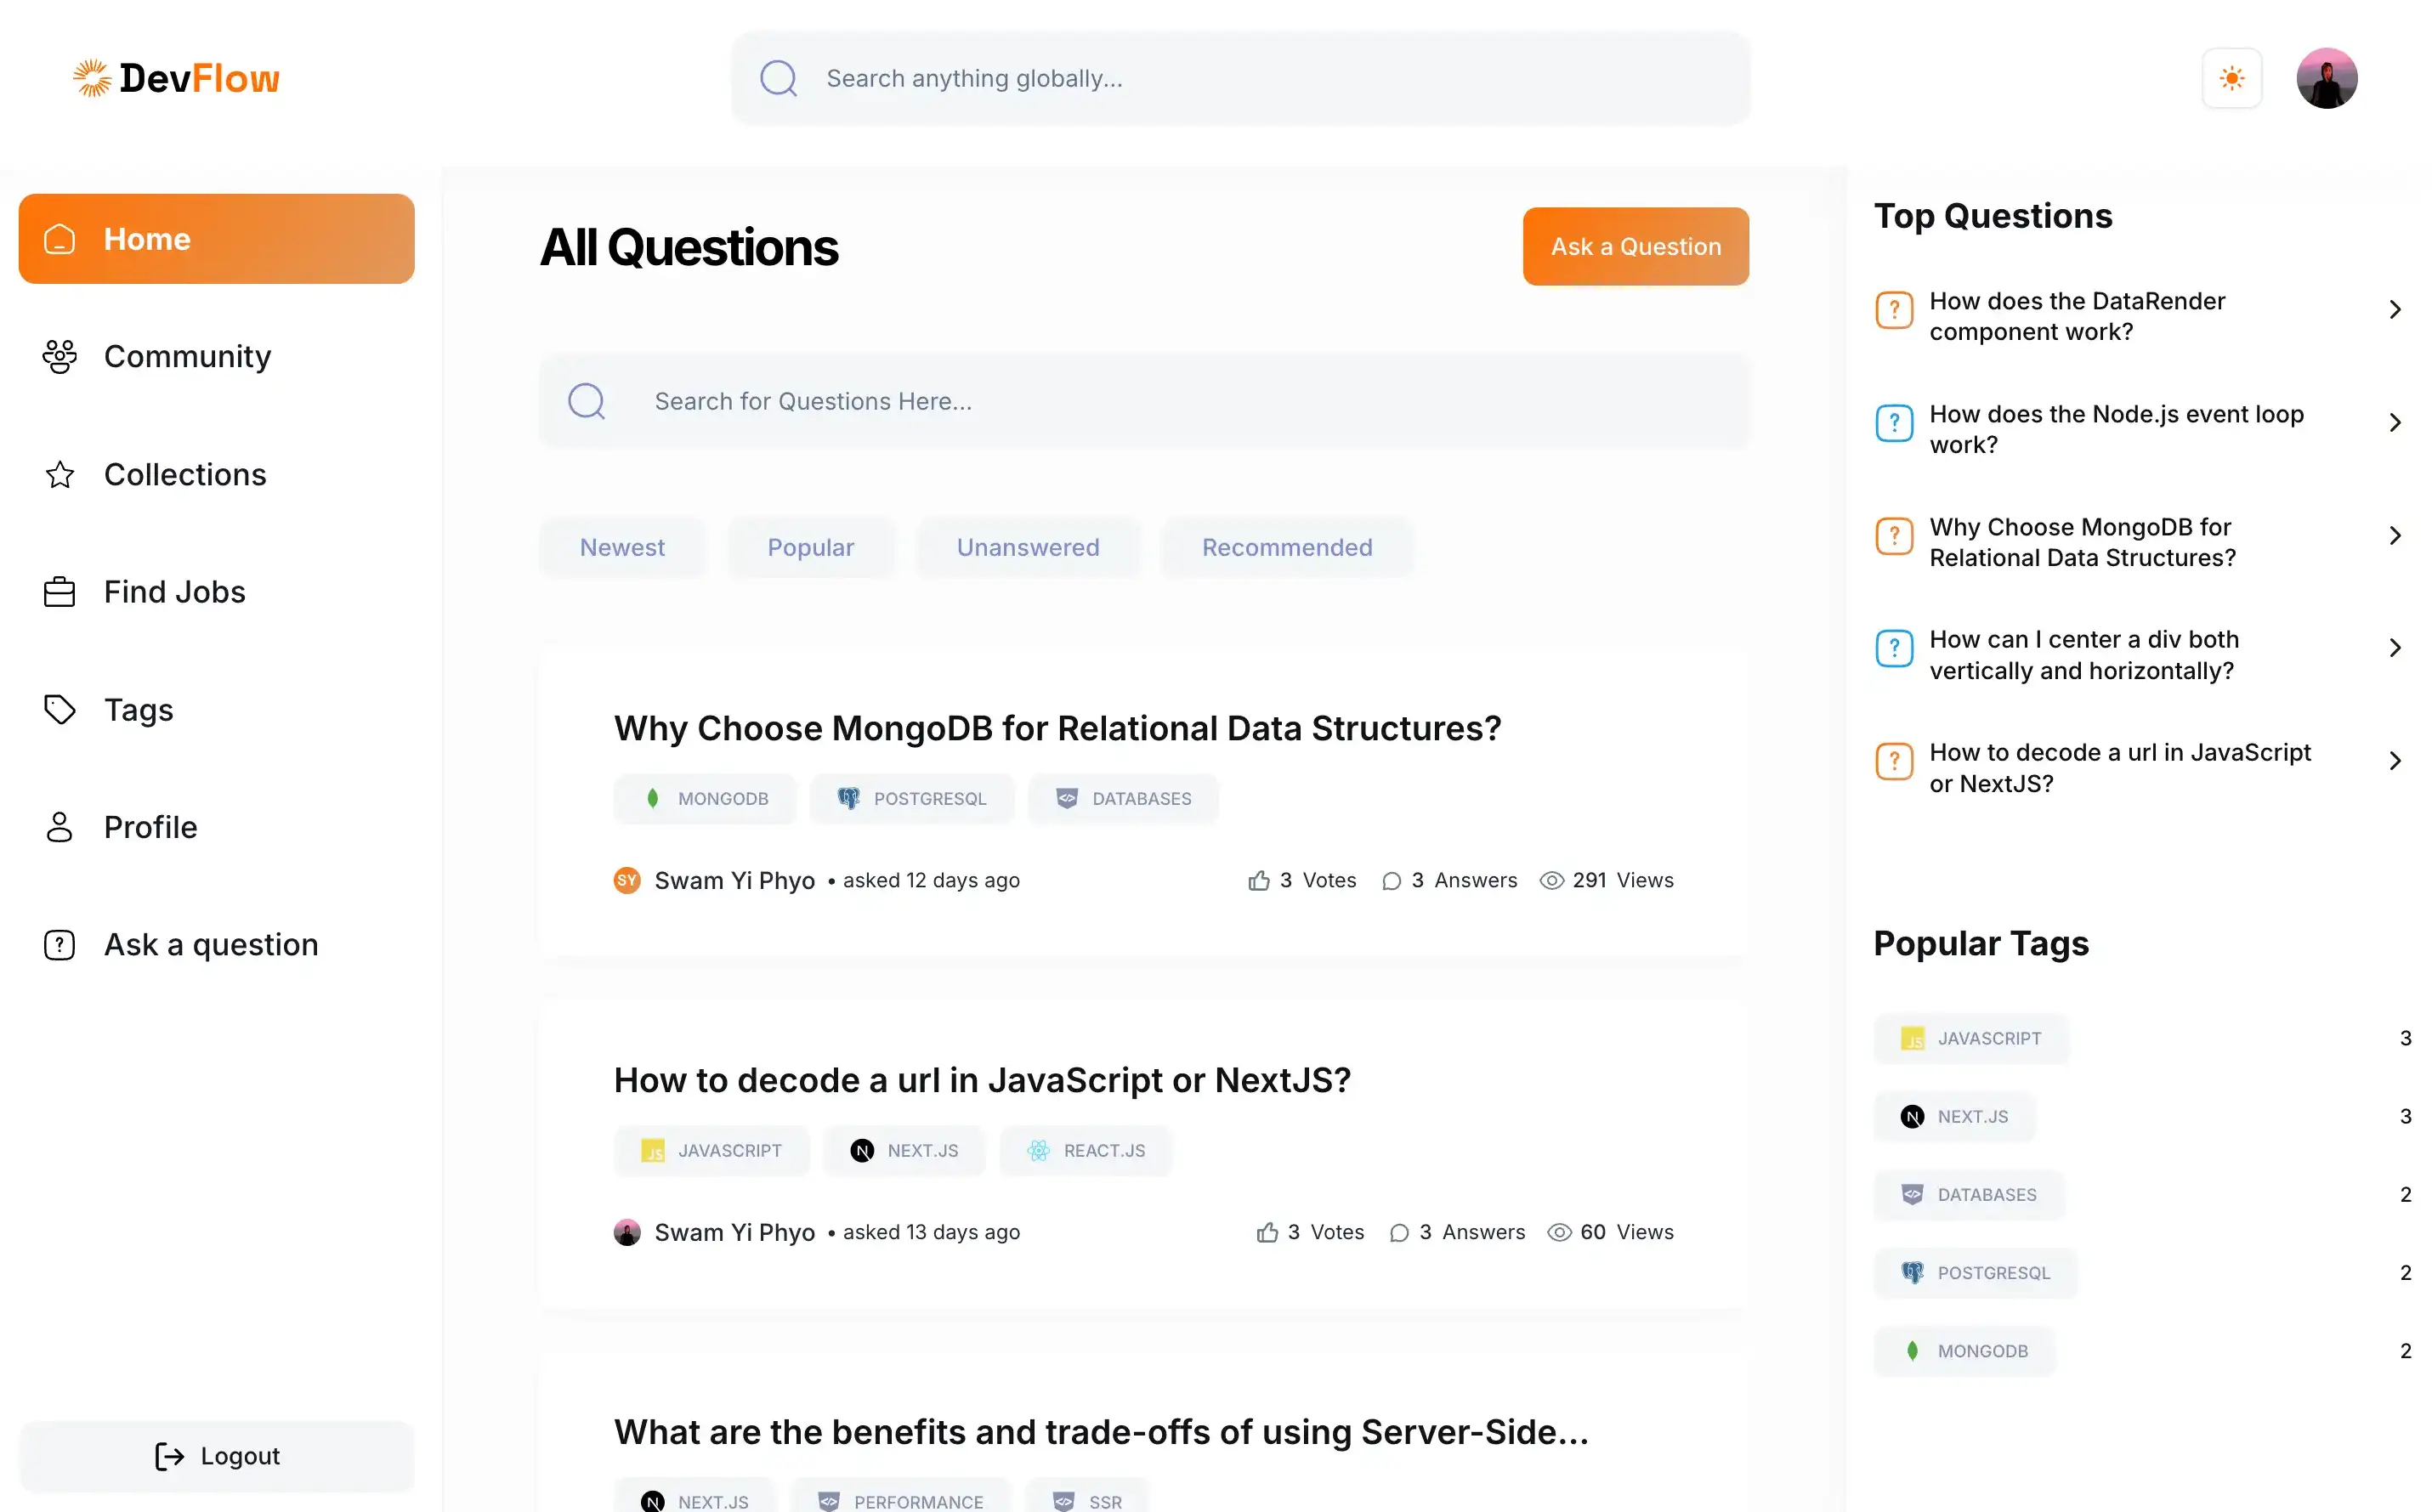 DevFlow
Search anything globally...
Home
Community
Collections
Find Jobs
Tags
Profile
Ask a question
Logout
All Questions
Ask a Question
Search for Questions Here...
Newest
Popular
Unanswered
Recommended
Why Choose MongoDB for Relational Data Structures?
MONGODB
POSTGRESQL
DATABASES
SY Swam Yi Phyo • asked 12 days ago
3 Votes
3 Answers
291 Views
How to decode a url in JavaScript or NextJS?
JS JAVASCRIPT
N NEXT.JS
REACT.JS
Swam Yi Phyo • asked 13 days ago
3 Votes
3 Answers
60 Views
What are the benefits and trade-offs of using Server-Side...
N NEXT.JS
PERFORMANCE
SSR
Top Questions
? How does the DataRender
component work?
? How does the Node.js event loop
work?
? Why Choose MongoDB for
Relational Data Structures?
? How can I center a div both
vertically and horizontally?
? How to decode a url in JavaScript
or NextJS?
Popular Tags
JS JAVASCRIPT 3
N NEXT.JS 3
DATABASES 2
POSTGRESQL 2
MONGODB 2